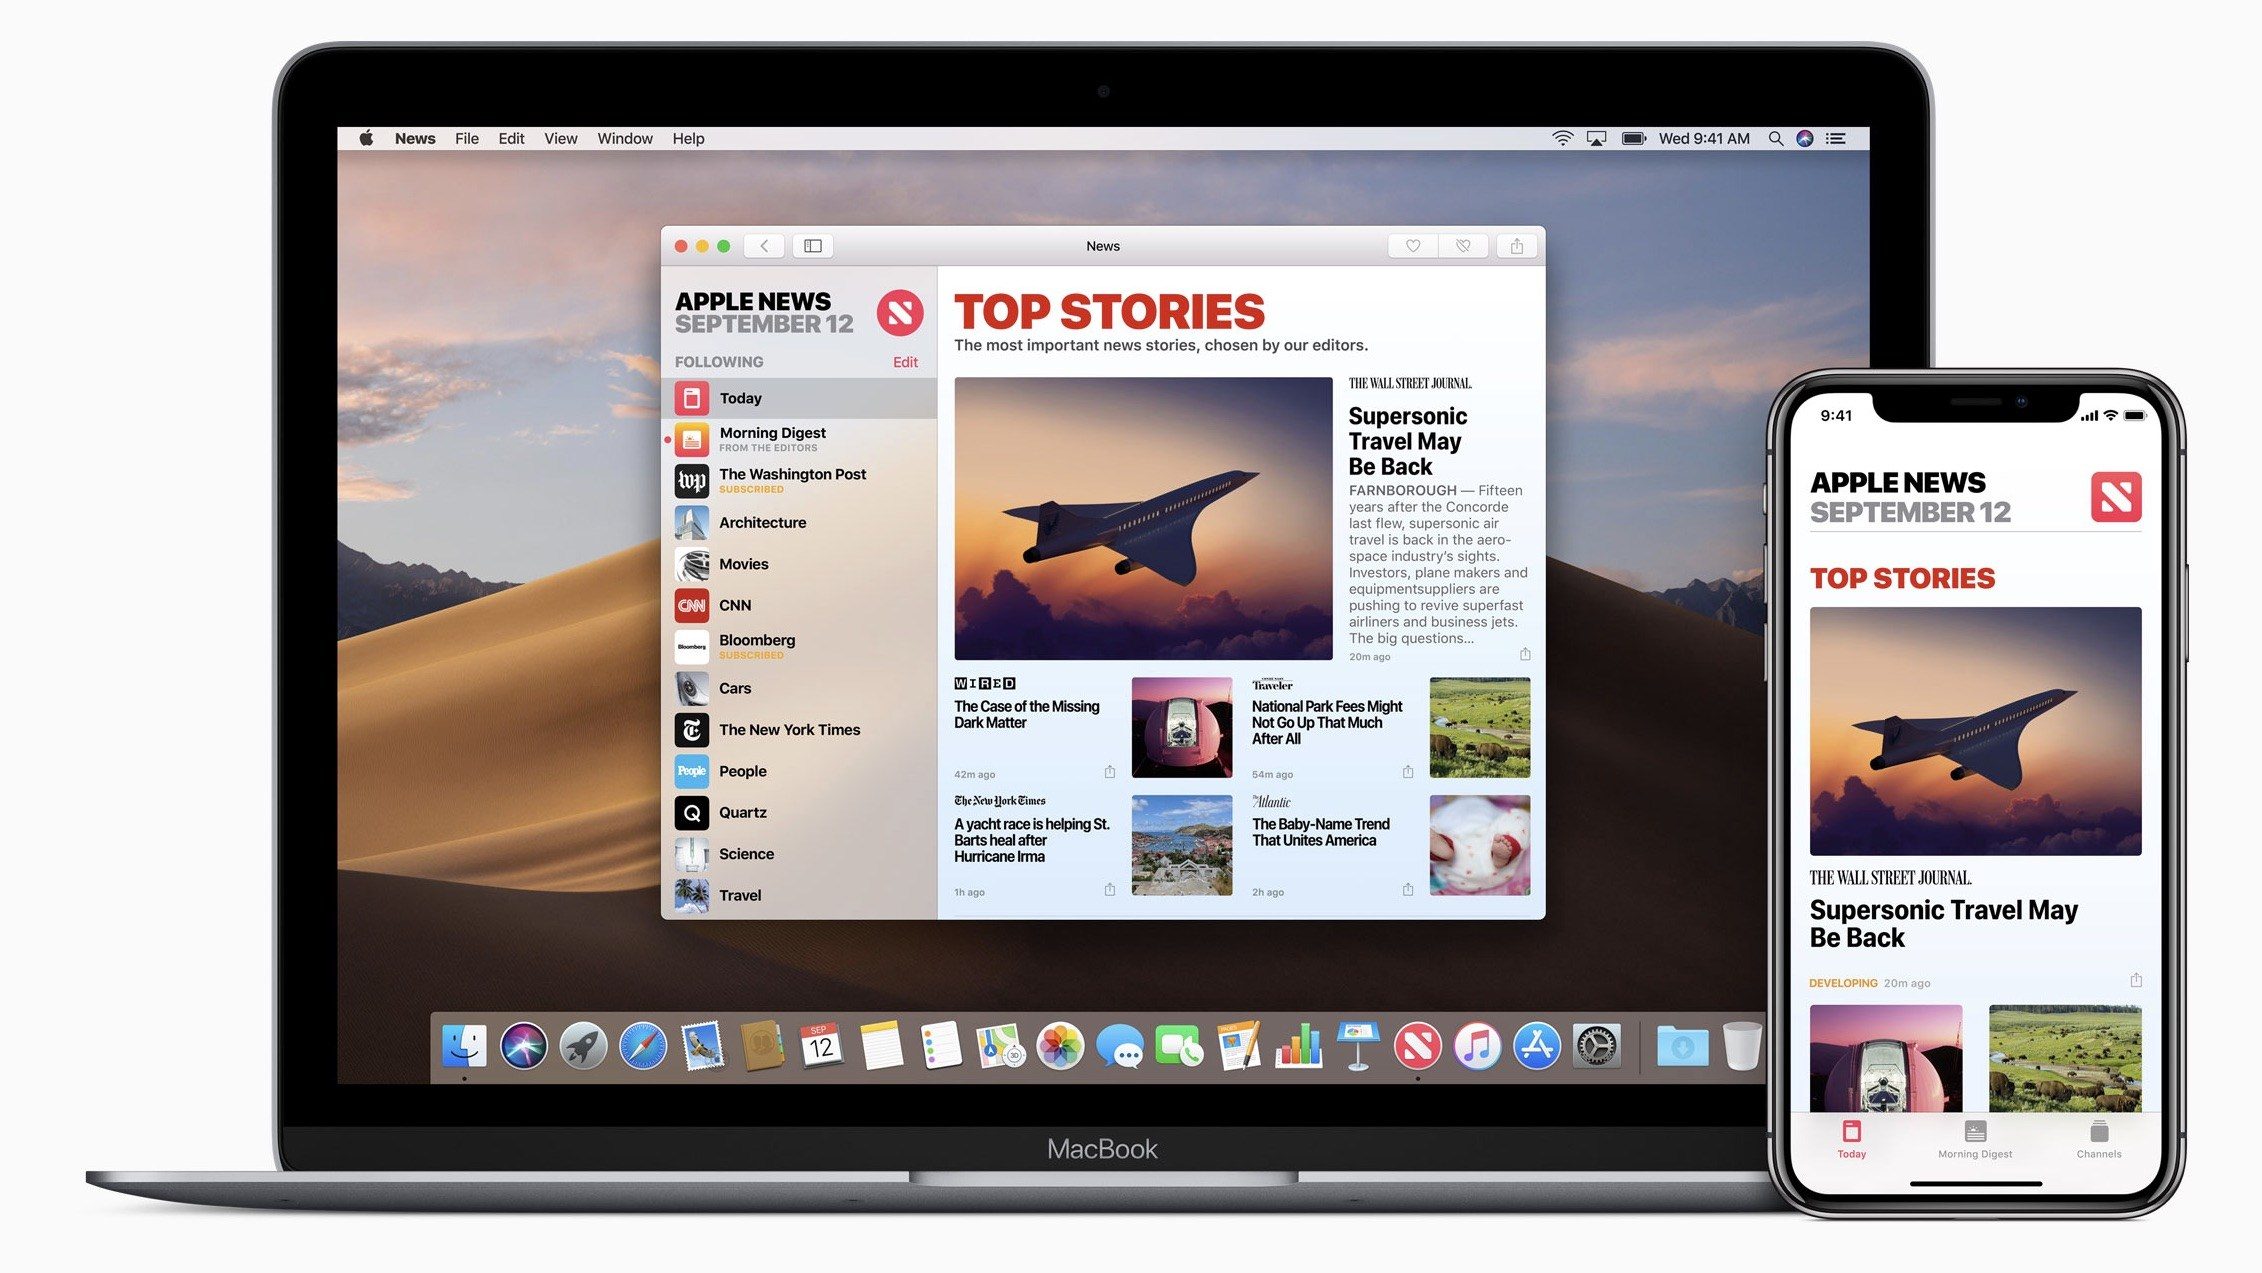 News File Edit View Window Help
Wed 9:41 AM
News
APPLE NEWS
SEPTEMBER 12
FOLLOWING Edit
Today
Morning Digest
FROM THE EDITORS
wp
The Washington Post
SUBSCRIBED
Architecture
Movies
CNN
CNN
Bloomberg
Bloomberg
SUBSCRIBED
Cars
The New York Times
People
People
Quartz
Science
Travel
TOP STORIES
The most important news stories, chosen by our editors.
THE WALL STREET JOURNAL.
Supersonic
Travel May
Be Back
FARNBOROUGH — Fifteen
years after the Concorde
last flew, supersonic air
travel is back in the aero-
space industry’s sights.
Investors, plane makers and
equipmentsuppliers are
pushing to revive superfast
airliners and business jets.
The big questions...
20m ago
WIRED
The Case of the Missing
Dark Matter
42m ago
Traveler
National Park Fees Might
Not Go Up That Much
After All
54m ago
The New York Times
A yacht race is helping St.
Barts heal after
Hurricane Irma
1h ago
The Atlantic
The Baby-Name Trend
That Unites America
2h ago
SEP
12
3D
PAGES
MacBook
9:41
APPLE NEWS
SEPTEMBER 12
TOP STORIES
THE WALL STREET JOURNAL.
Supersonic Travel May
Be Back
DEVELOPING 20m ago
Today Morning Digest Channels